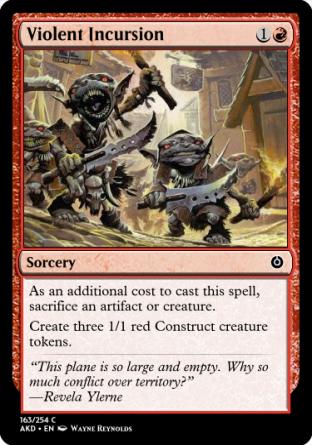 Violent Incursion 1
Sorcery
As an additional cost to cast this spell,
sacrifice an artifact or creature.
Create three 1/1 red Construct creature
tokens.
“This plane is so large and empty. Why so
much conflict over territory?”
—Revela Ylerne
163/254 C
AKD • EN Wayne Reynolds